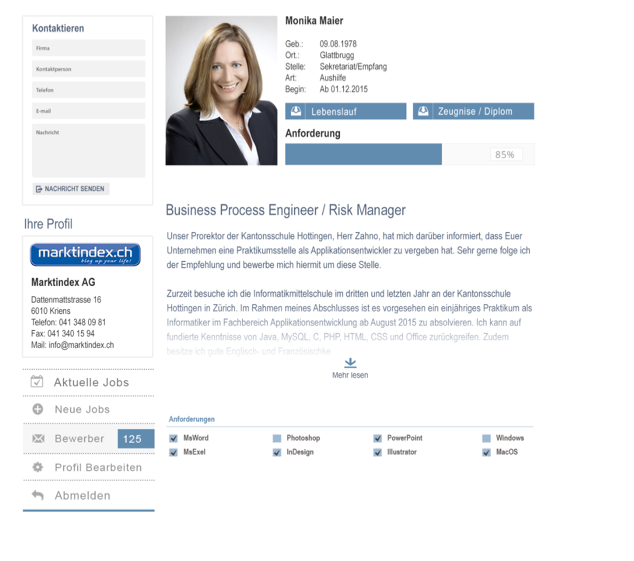 Kontaktieren
Firma
Kontaktperson
Telefon
E-mail
Nachricht
NACHRICHT SENDEN
Ihre Profil
marktindex.ch
blog up your life!
Marktindex AG
Dattenmattstrasse 16
6010 Kriens
Telefon: 041 348 09 81
Fax: 041 340 15 94
Mail: info@marktindex.ch
Aktuelle Jobs
Neue Jobs
Bewerber 125
Profil Bearbeiten
Abmelden
Monika Maier
Geb.: 09.08.1978
Ort.: Glattbrugg
Stelle: Sekretariat/Empfang
Art: Aushilfe
Begin: Ab 01.12.2015
Lebenslauf Zeugnise / Diplom
Anforderung
85%
Business Process Engineer / Risk Manager
Unser Prorektor der Kantonsschule Hottingen, Herr Zahno, hat mich darüber informiert, dass Euer
Unternehmen eine Praktikumsstelle als Applikationsentwickler zu vergeben hat. Sehr gerne folge ich
der Empfehlung und bewerbe mich hiermit um diese Stelle.
Zurzeit besuche ich die Informatikmittelschule im dritten und letzten Jahr an der Kantonsschule
Hottingen in Zürich. Im Rahmen meines Abschlusses ist es vorgesehen ein einjähriges Praktikum als
Informatiker im Fachbereich Applikationsentwicklung ab August 2015 zu absolvieren. Ich kann auf
fundierte Kenntnisse von Java, MySQL, C, PHP, HTML, CSS und Office zurückgreifen. Zudem
besitze ich gute Englisch- und Französischke
Mehr lesen
Anforderungen
MsWord Photoshop PowerPoint Windows
MsExel InDesign Illustrator MacOS